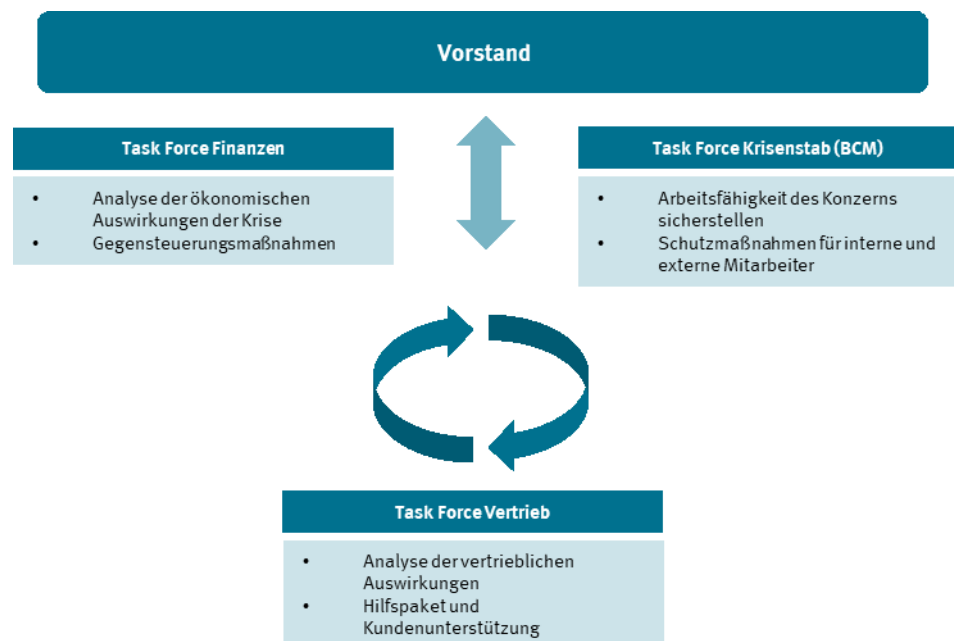 Vorstand
Task Force Finanzen
• Analyse der ökonomischen
Auswirkungen der Krise
• Gegensteuerungsmaßnahmen
Task Force Krisenstab (BCM)
• Arbeitsfähigkeit des Konzerns
sicherstellen
• Schutzmaßnahmen für interne und
externe Mitarbeiter
Task Force Vertrieb
• Analyse der vertrieblichen
Auswirkungen
• Hilfspaket und
Kundenunterstützung